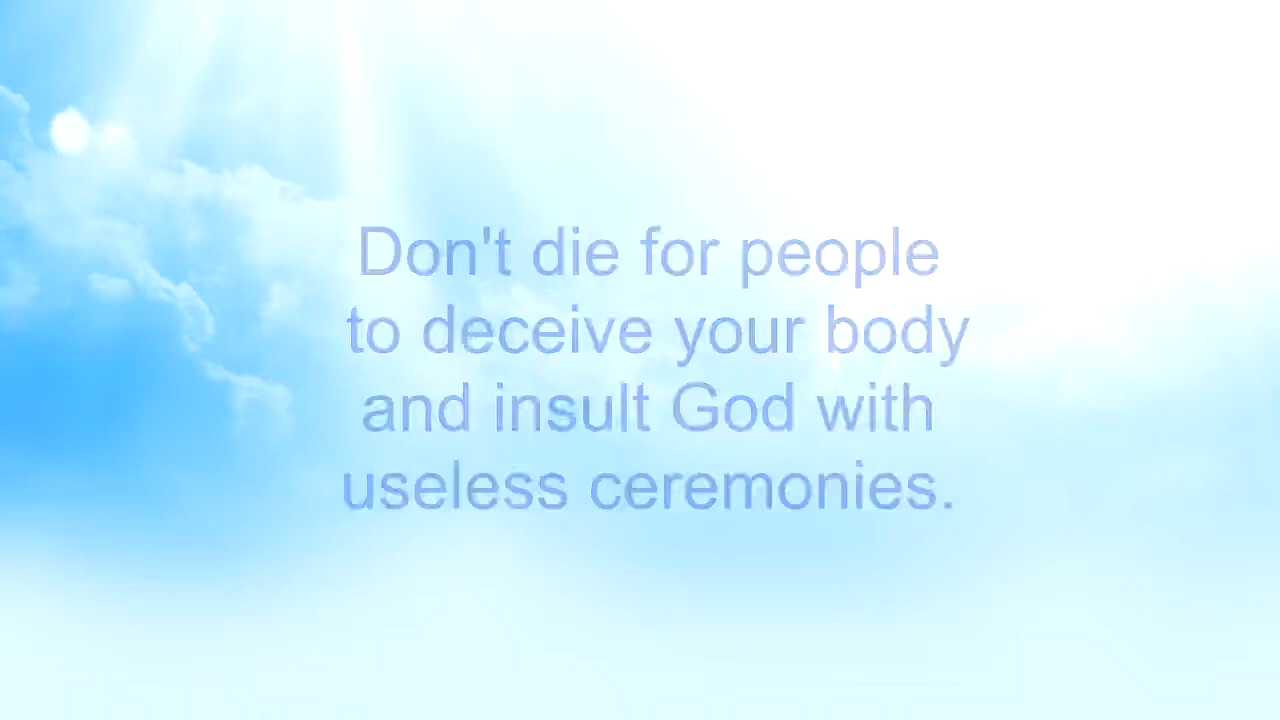 Don't die for people
to deceive your body
and insult God with
useless ceremonies.